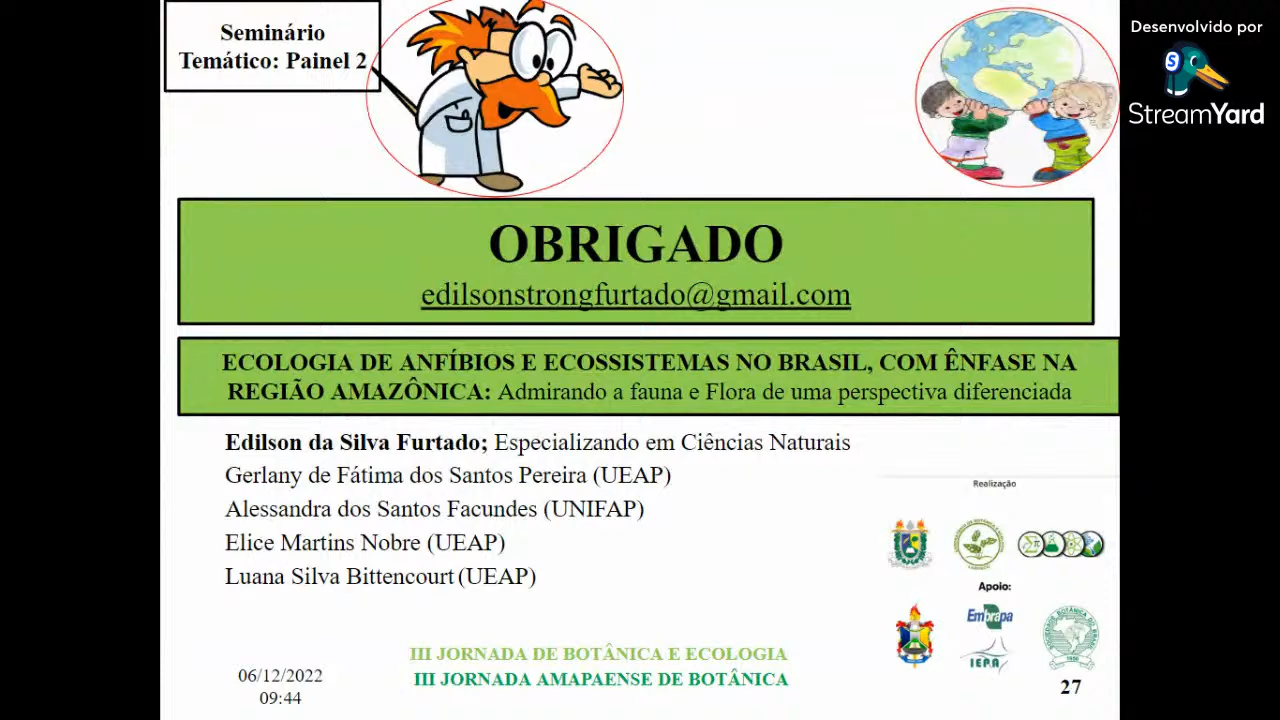 Seminário
Temático: Painel 2
Desenvolvido por
StreamYard
OBRIGADO
edilsonstrongfurtado@gmail.com
ECOLOGIA DE ANFÍBIOS E ECOSSISTEMAS NO BRASIL, COM ÊNFASE NA
REGIÃO AMAZÔNICA: Admirando a fauna e Flora de uma perspectiva diferenciada
Edilson da Silva Furtado; Especializando em Ciências Naturais
Gerlany de Fátima dos Santos Pereira (UEAP)
Alessandra dos Santos Facundes (UNIFAP)
Elice Martins Nobre (UEAP)
Luana Silva Bittencourt (UEAP)
Realização
Apoio:
Embrapa
IEPA
SOCIEDADE BOTÂNICA DO BRASIL
III JORNADA DE BOTÂNICA E ECOLOGIA
III JORNADA AMAPAENSE DE BOTÂNICA
06/12/2022
09:44
27